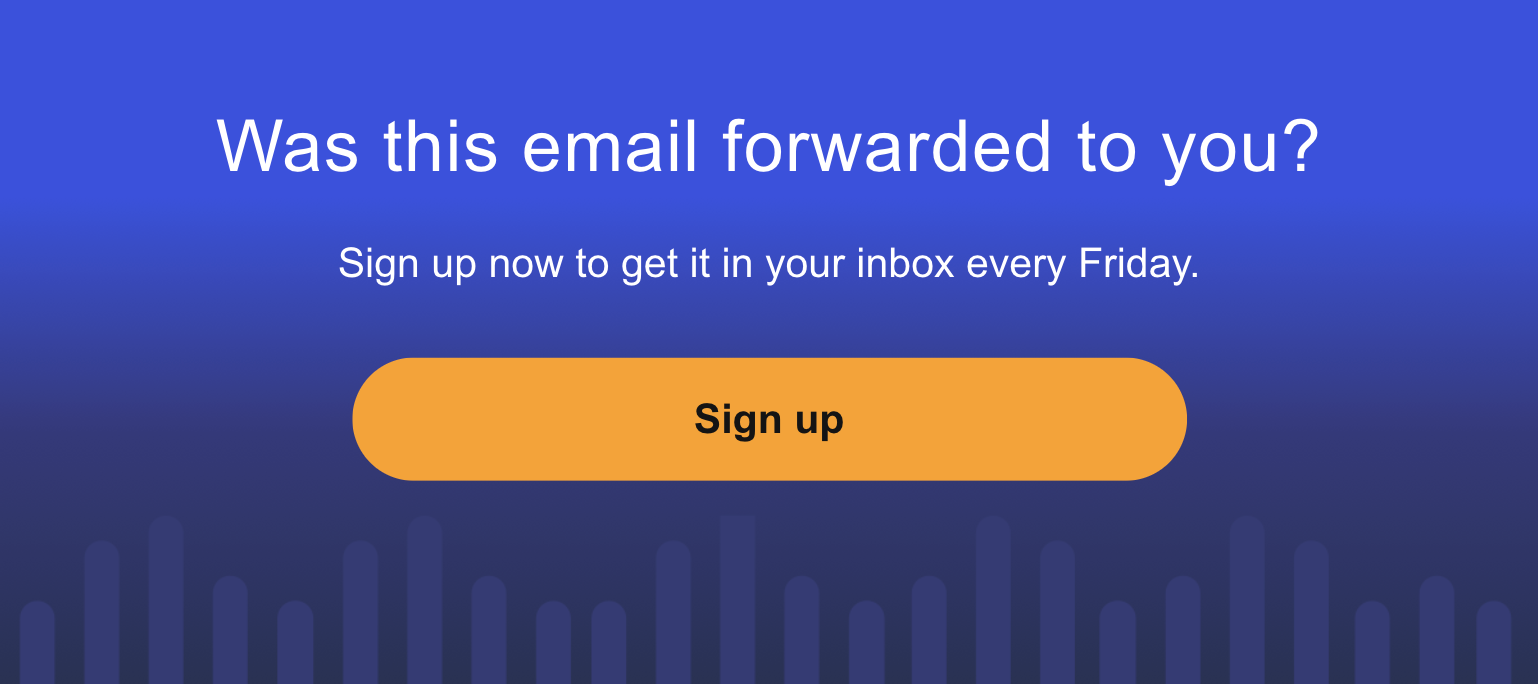 Was this email forwarded to you?
Sign up now to get it in your inbox every Friday.
Sign up